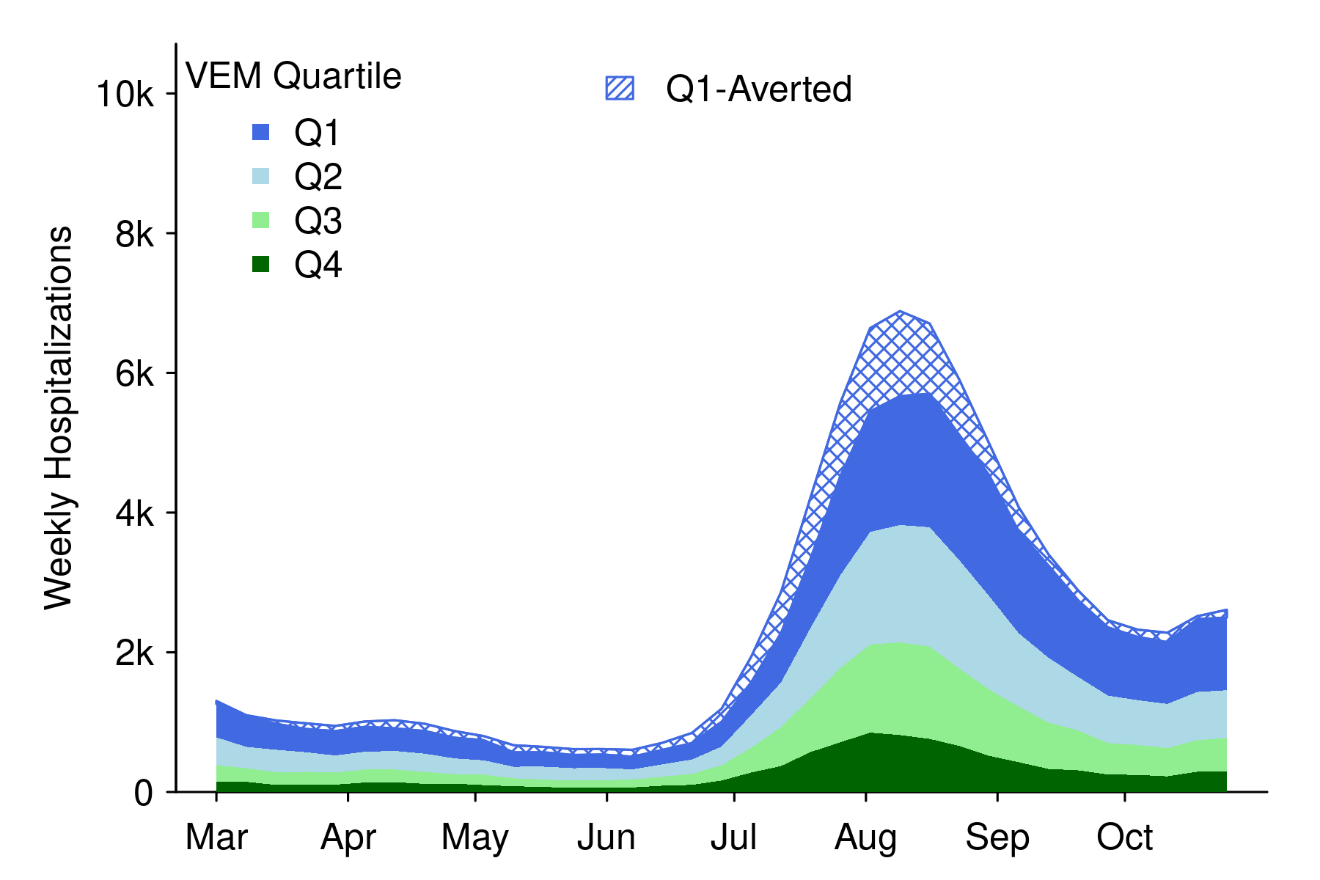 VEM Quartile
Q1
Q2
Q3
Q4
Q1-Averted
Weekly Hospitalizations
10k
8k
6k
4k
2k
0
Mar Apr May Jun Jul Aug Sep Oct